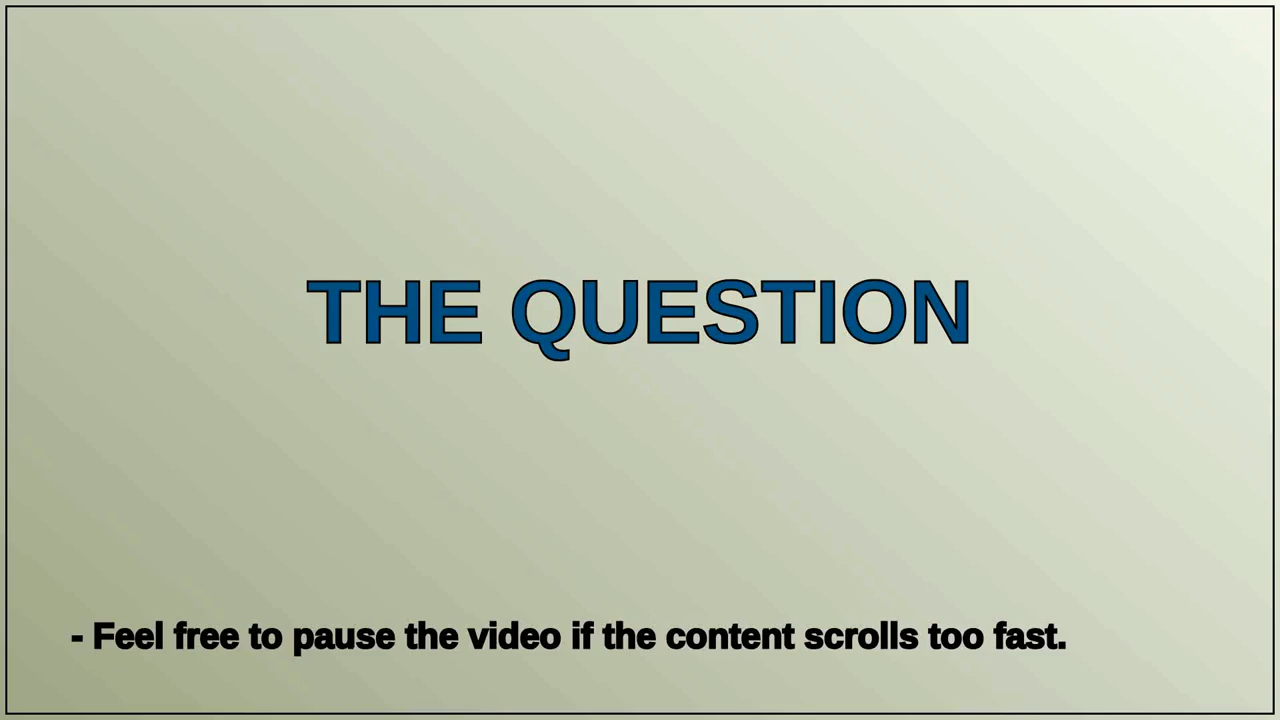 THE QUESTION
- Feel free to pause the video if the content scrolls too fast.